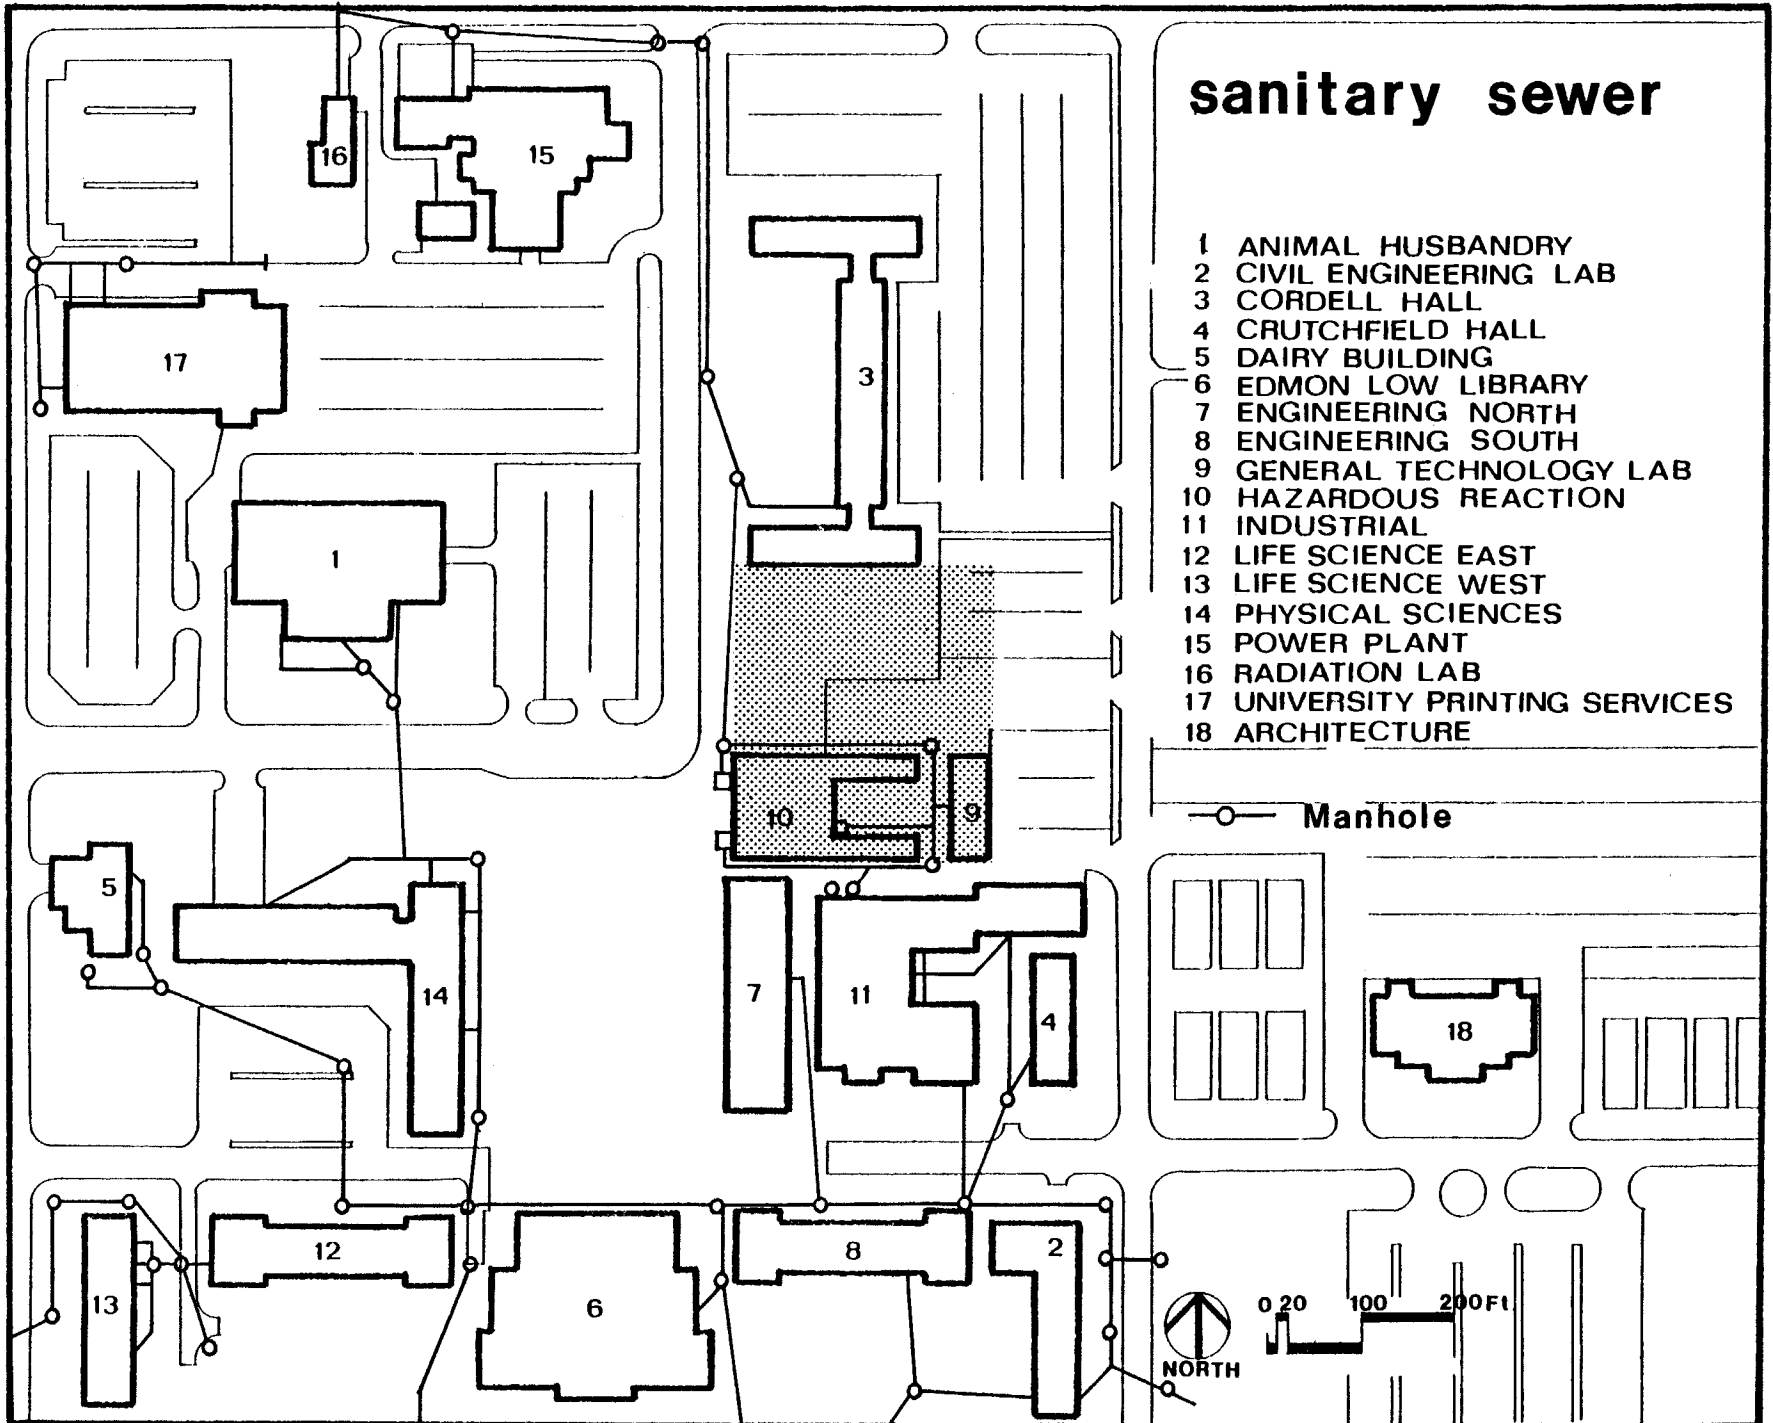 sanitary sewer
1 ANIMAL HUSBANDRY
2 CIVIL ENGINEERING LAB
3 CORDELL HALL
4 CRUTCHFIELD HALL
5 DAIRY BUILDING
6 EDMON LOW LIBRARY
7 ENGINEERING NORTH
8 ENGINEERING SOUTH
9 GENERAL TECHNOLOGY LAB
10 HAZARDOUS REACTION
11 INDUSTRIAL
12 LIFE SCIENCE EAST
13 LIFE SCIENCE WEST
14 PHYSICAL SCIENCES
15 POWER PLANT
16 RADIATION LAB
17 UNIVERSITY PRINTING SERVICES
18 ARCHITECTURE
Manhole
16
15
17
3
1
10
9
5
14
7
11
4
18
12
8
2
13
6
0 20 100 200 Ft.
NORTH